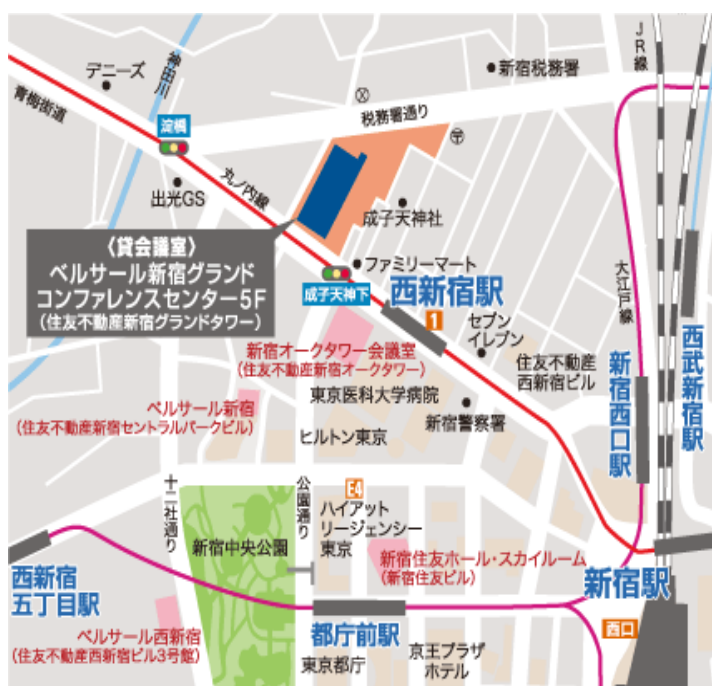 デニーズ
神田川
新宿税務署
JR線
青梅街道
淀橋
税務署通り
丸ノ内線
出光GS
成子天神社
〈貸会議室〉
ベルサール新宿グランド
コンファレンスセンター5F
(住友不動産新宿グランドタワー)
ファミリーマート
成子天神下
西新宿駅
1
セブン
イレブン
大江戸線
西武新宿駅
新宿オークタワー会議室
(住友不動産新宿オークタワー)
住友不動産
西新宿ビル
新宿西口駅
東京医科大学病院
新宿警察署
ベルサール新宿
(住友不動産新宿セントラルパークビル)
ヒルトン東京
十二社通り
公園通り
E4
ハイアット
リージェンシー
東京
新宿中央公園
新宿住友ホール・スカイルーム
(新宿住友ビル)
西新宿
五丁目駅
新宿駅
西口
ベルサール西新宿
(住友不動産西新宿ビル3号館)
都庁前駅
東京都庁
京王プラザ
ホテル